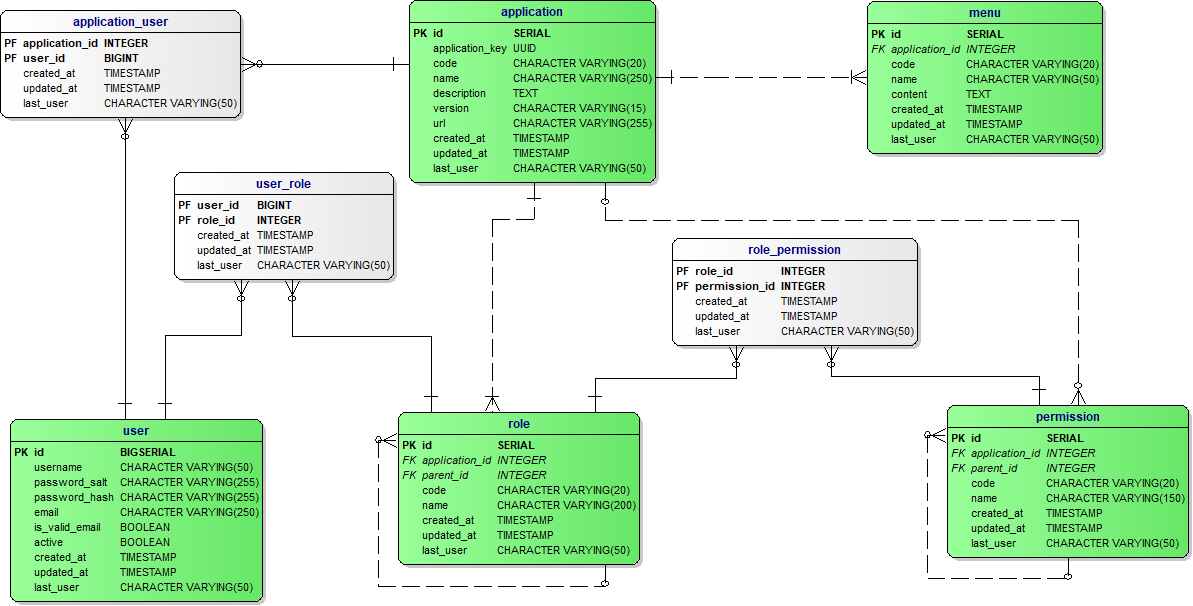 application_user
PF application_id INTEGER
PF user_id BIGINT
created_at TIMESTAMP
updated_at TIMESTAMP
last_user CHARACTER VARYING(50)
application
PK id SERIAL
application_key UUID
code CHARACTER VARYING(20)
name CHARACTER VARYING(250)
description TEXT
version CHARACTER VARYING(15)
url CHARACTER VARYING(255)
created_at TIMESTAMP
updated_at TIMESTAMP
last_user CHARACTER VARYING(50)
menu
PK id SERIAL
FK application_id INTEGER
code CHARACTER VARYING(20)
name CHARACTER VARYING(50)
content TEXT
created_at TIMESTAMP
updated_at TIMESTAMP
last_user CHARACTER VARYING(50)
user_role
PF user_id BIGINT
PF role_id INTEGER
created_at TIMESTAMP
updated_at TIMESTAMP
last_user CHARACTER VARYING(50)
role_permission
PF role_id INTEGER
PF permission_id INTEGER
created_at TIMESTAMP
updated_at TIMESTAMP
last_user CHARACTER VARYING(50)
user
PK id BIGSERIAL
username CHARACTER VARYING(50)
password_salt CHARACTER VARYING(255)
password_hash CHARACTER VARYING(255)
email CHARACTER VARYING(250)
is_valid_email BOOLEAN
active BOOLEAN
created_at TIMESTAMP
updated_at TIMESTAMP
last_user CHARACTER VARYING(50)
role
PK id SERIAL
FK application_id INTEGER
FK parent_id INTEGER
code CHARACTER VARYING(20)
name CHARACTER VARYING(200)
created_at TIMESTAMP
updated_at TIMESTAMP
last_user CHARACTER VARYING(50)
permission
PK id SERIAL
FK application_id INTEGER
FK parent_id INTEGER
code CHARACTER VARYING(20)
name CHARACTER VARYING(150)
created_at TIMESTAMP
updated_at TIMESTAMP
last_user CHARACTER VARYING(50)